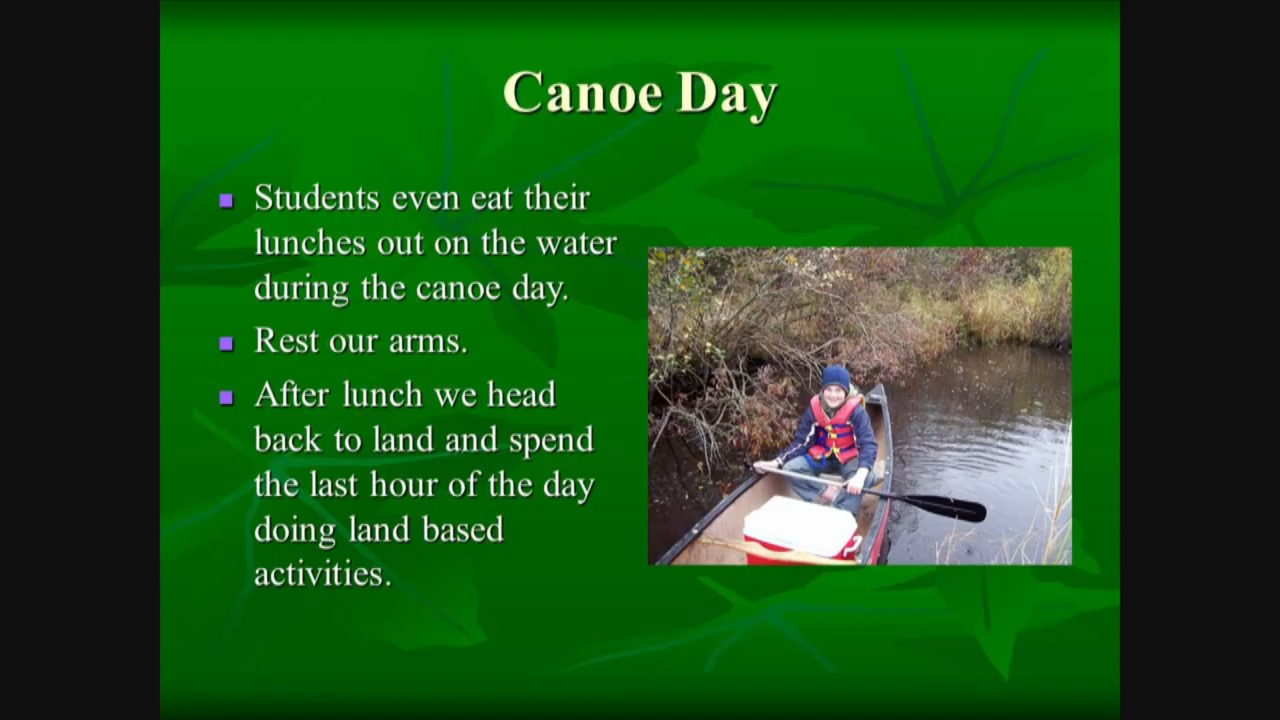 Canoe Day
Students even eat their
lunches out on the water
during the canoe day.
Rest our arms.
After lunch we head
back to land and spend
the last hour of the day
doing land based
activities.